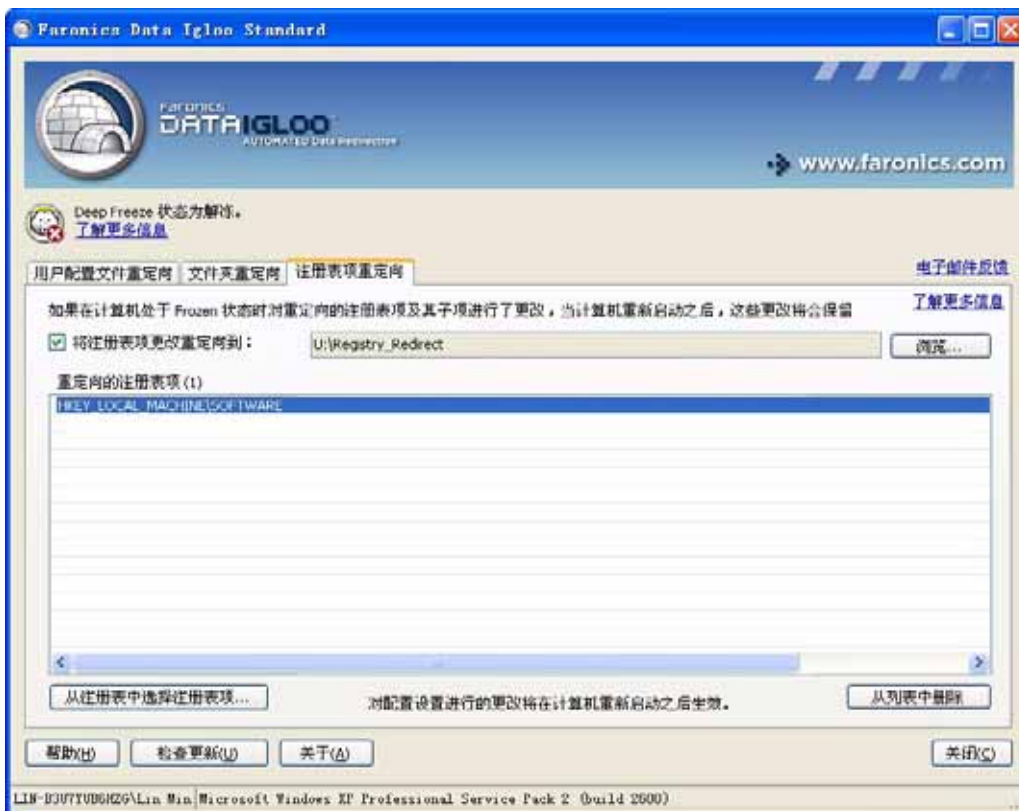 Faronics Data Igloo Standard
Faronics
DATAIGLOO
AUTOMATED Data Redirection
www.faronics.com
Deep Freeze 状态为解冻。
了解更多信息
用户配置文件重定向 文件夹重定向 注册表项重定向
电子邮件反馈
如果在计算机处于 Frozen 状态时对重定向的注册表项及其子项进行了更改，当计算机重新启动之后，这些更改将会保留
了解更多信息
将注册表项更改重定向到：
U:\Registry_Redirect
浏览...
重定向的注册表项(1)
HKEY_LOCAL_MACHINE\SOFTWARE
从注册表中选择注册表项...
对配置设置进行的更改将在计算机重新启动之后生效。
从列表中删除
帮助(H) 检查更新(U) 关于(A) 关闭(C)
LIN-B3U7YVB6HZG\Lin Min Microsoft Windows XP Professional Service Pack 2 (build 2600)